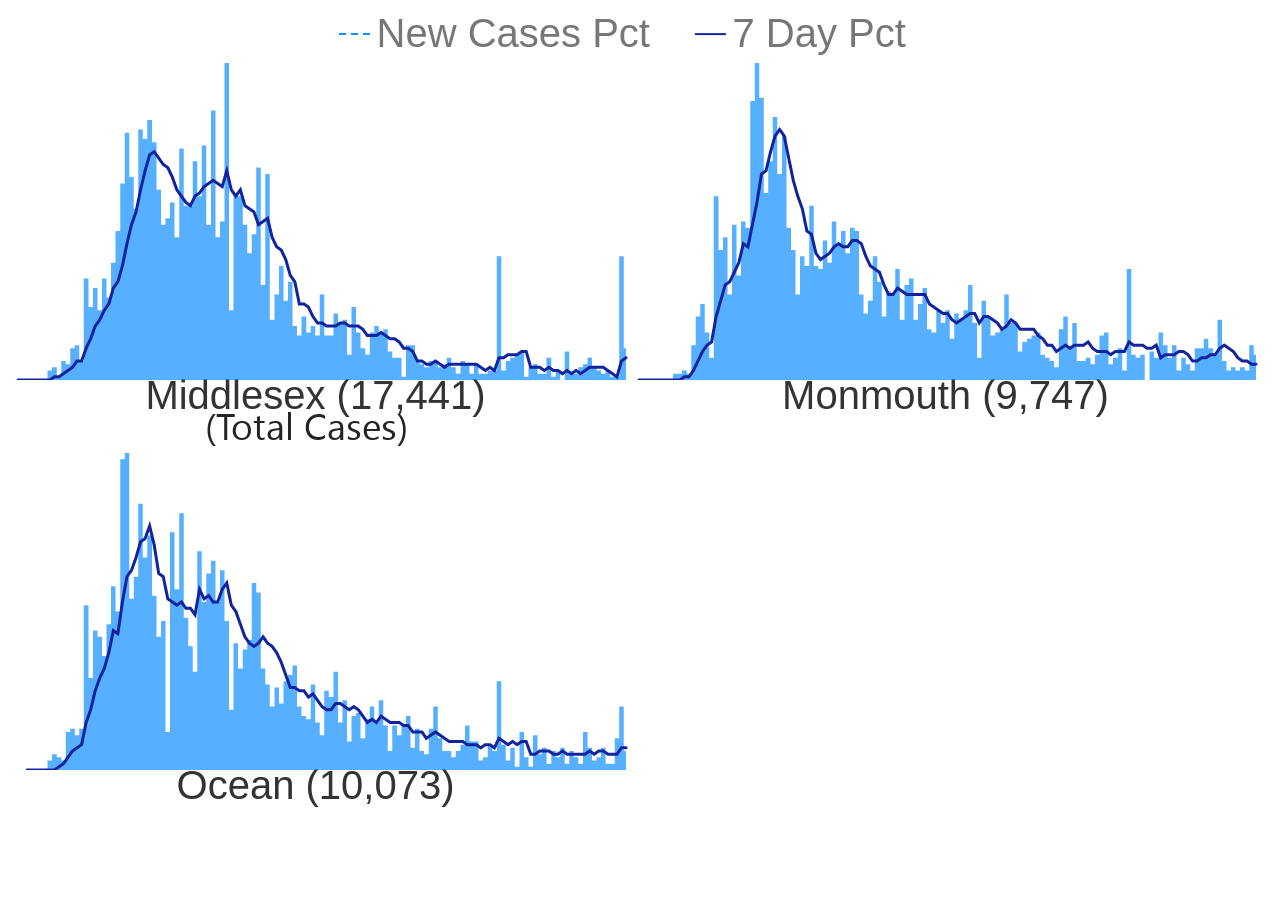 New Cases Pct 7 Day Pct
Middlesex (17,441) Monmouth (9,747)
(Total Cases)
Ocean (10,073)